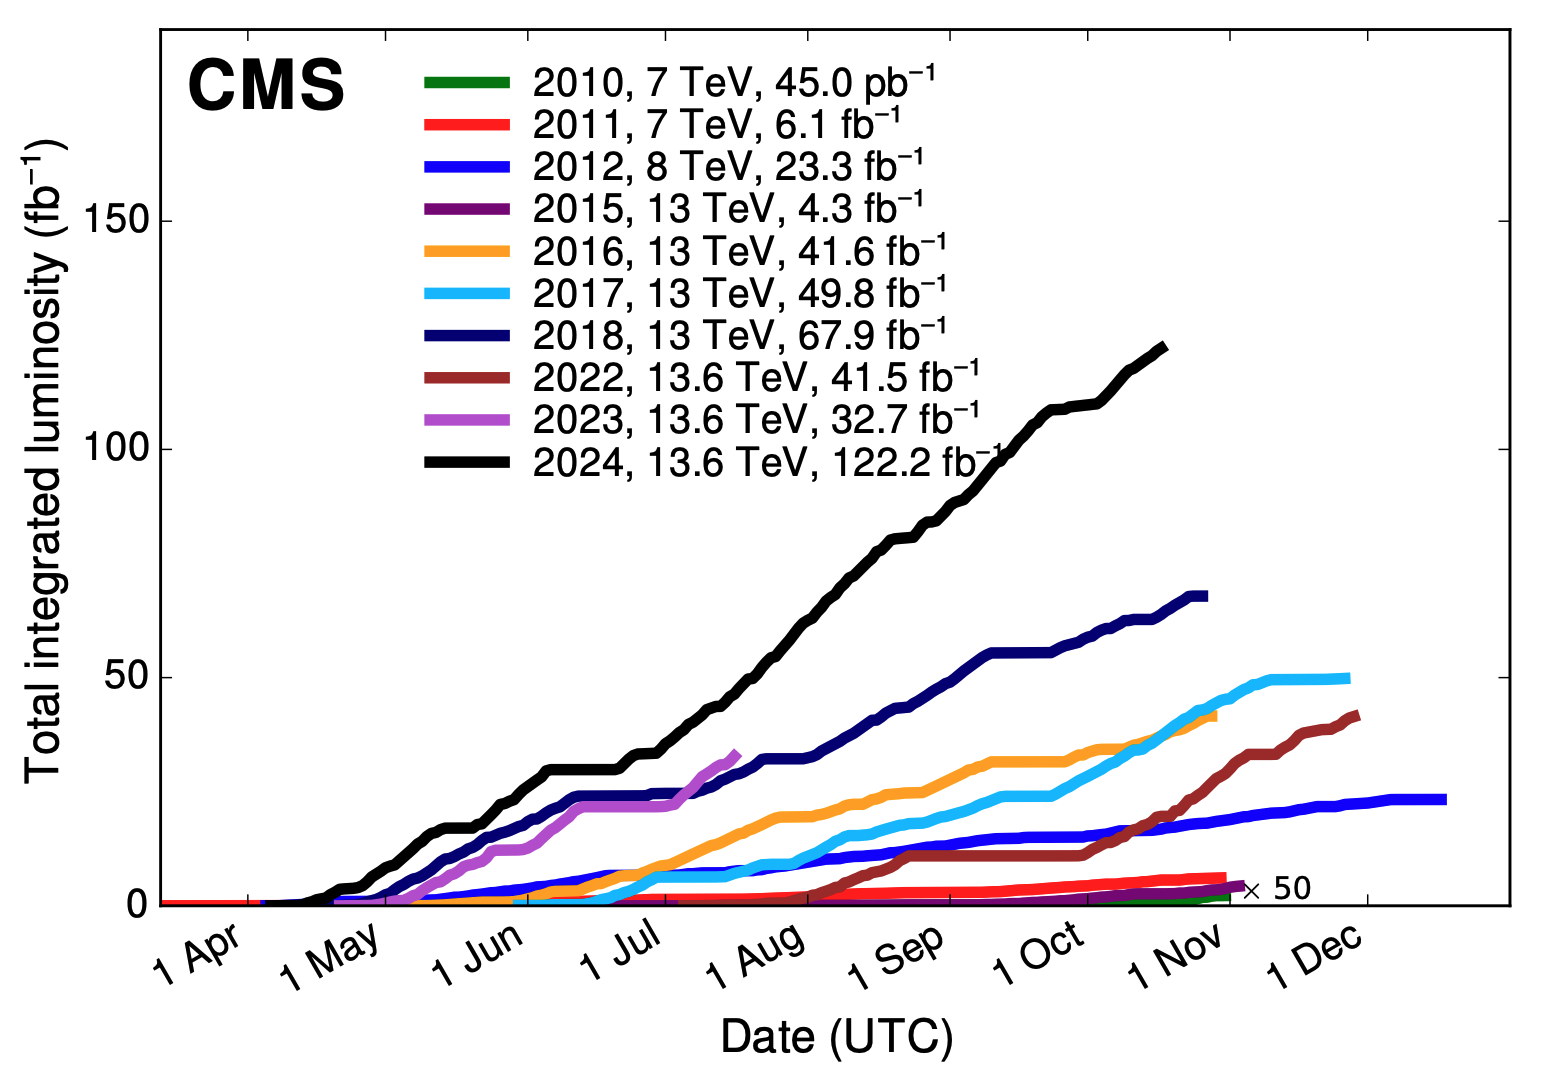 CMS
2010, 7 TeV, 45.0 pb⁻¹
2011, 7 TeV, 6.1 fb⁻¹
2012, 8 TeV, 23.3 fb⁻¹
2015, 13 TeV, 4.3 fb⁻¹
2016, 13 TeV, 41.6 fb⁻¹
2017, 13 TeV, 49.8 fb⁻¹
2018, 13 TeV, 67.9 fb⁻¹
2022, 13.6 TeV, 41.5 fb⁻¹
2023, 13.6 TeV, 32.7 fb⁻¹
2024, 13.6 TeV, 122.2 fb⁻¹
Total integrated luminosity (fb⁻¹)
150
100
50
0
× 50
1 Apr
1 May
1 Jun
1 Jul
1 Aug
1 Sep
1 Oct
1 Nov
1 Dec
Date (UTC)